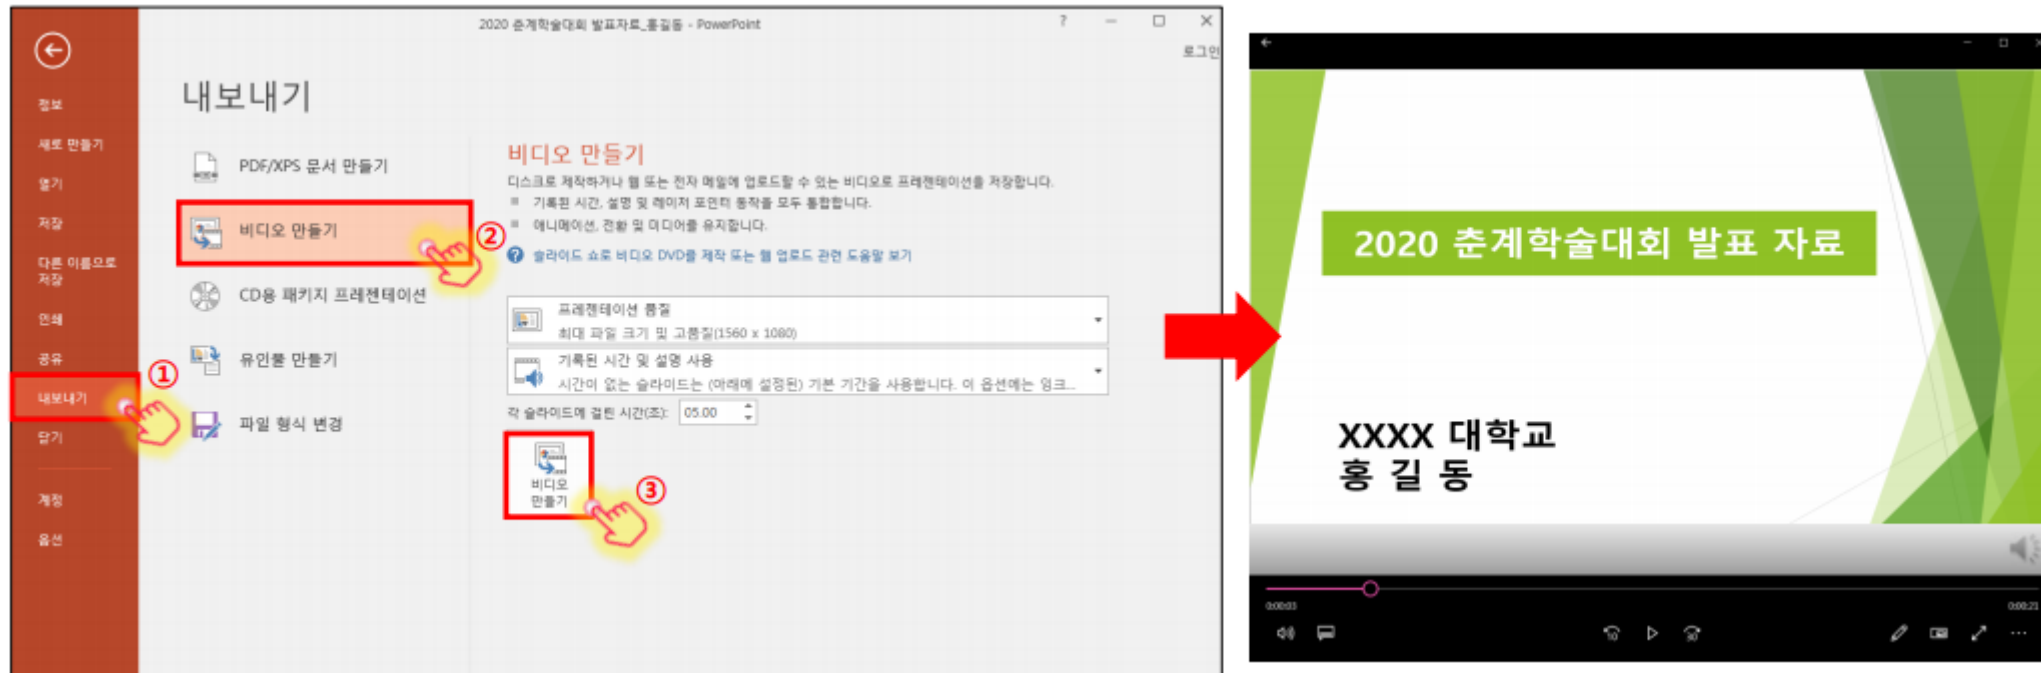 2020 춘계학술대회 발표자료_홍길동 - PowerPoint
?
로그인
정보
새로 만들기
열기
저장
다른 이름으로
저장
인쇄
공유
내보내기
닫기
계정
옵션
①
내보내기
PDF/XPS 문서 만들기
비디오 만들기
②
CD용 패키지 프레젠테이션
유인물 만들기
파일 형식 변경
비디오 만들기
디스크로 제작하거나 웹 또는 전자 메일에 업로드할 수 있는 비디오로 프레젠테이션을 저장합니다.
기록된 시간, 설명 및 레이저 포인터 동작을 모두 통합합니다.
애니메이션, 전환 및 미디어를 유지합니다.
슬라이드 쇼로 비디오 DVD를 제작 또는 웹 업로드 관련 도움말 보기
프레젠테이션 품질
최대 파일 크기 및 고품질(1560 x 1080)
기록된 시간 및 설명 사용
시간이 없는 슬라이드는 (아래에 설정된) 기본 기간을 사용합니다. 이 옵션에는 잉크...
각 슬라이드에 걸린 시간(초): 05.00
비디오
만들기
③
2020 춘계학술대회 발표 자료
XXXX 대학교
홍 길 동
0:00:03
0:00:21
10
30